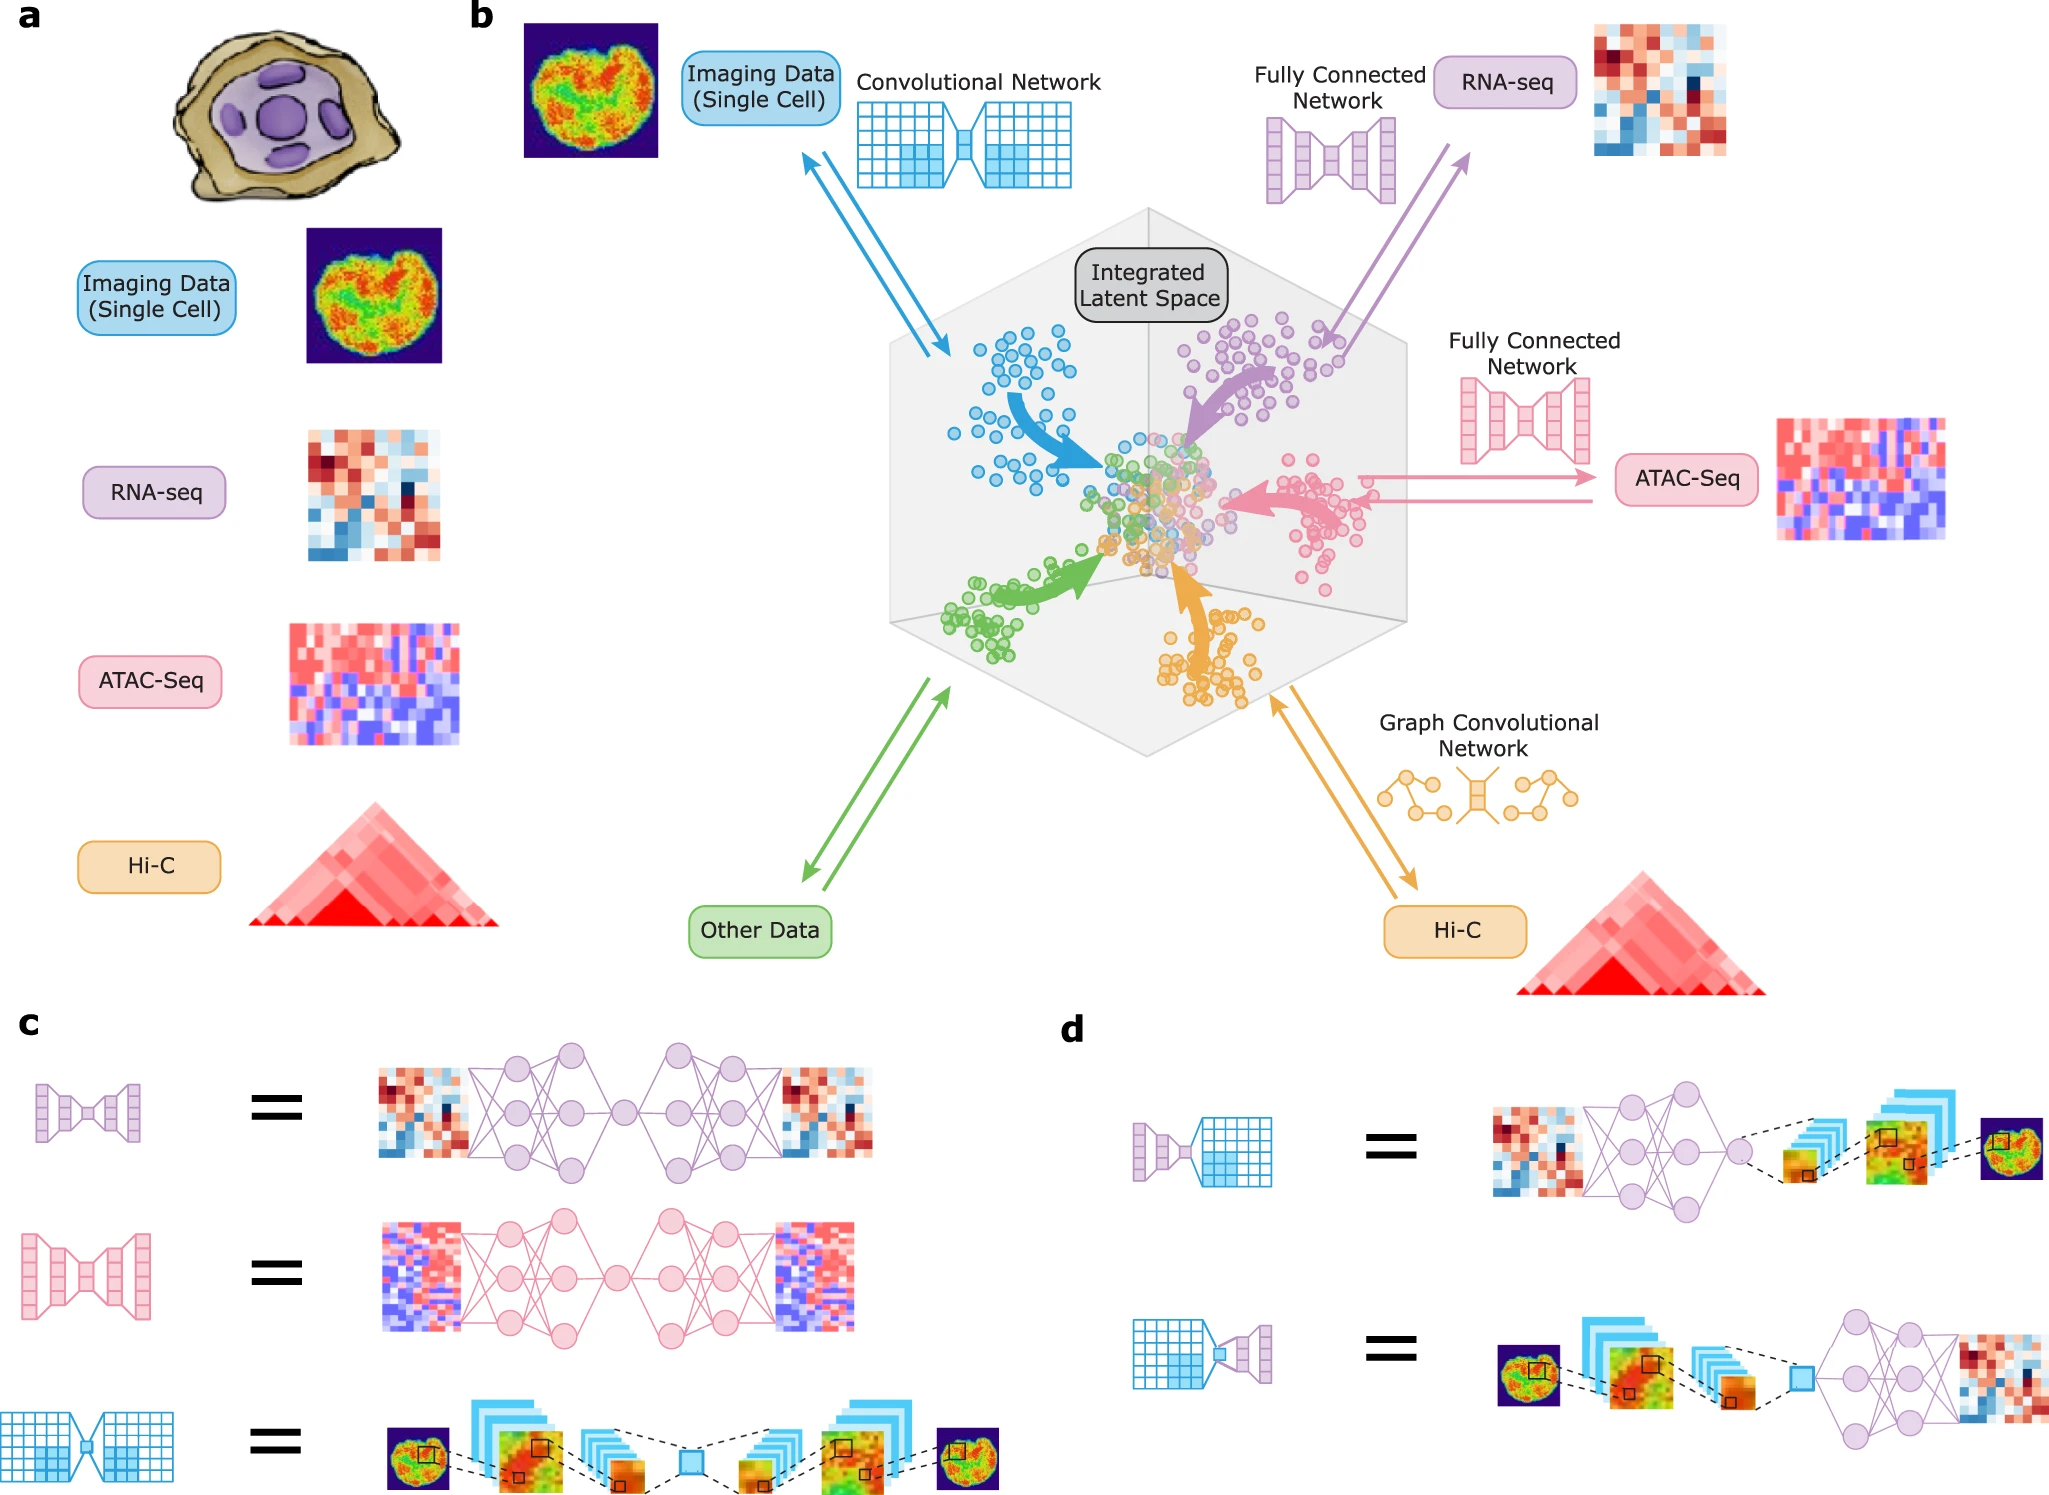 a
Imaging Data
(Single Cell)
RNA-seq
ATAC-Seq
Hi-C
b
Imaging Data
(Single Cell)
Convolutional Network
Fully Connected
Network
RNA-seq
Integrated
Latent Space
Fully Connected
Network
ATAC-Seq
Graph Convolutional
Network
Other Data
Hi-C
c
=
=
=
d
=
=